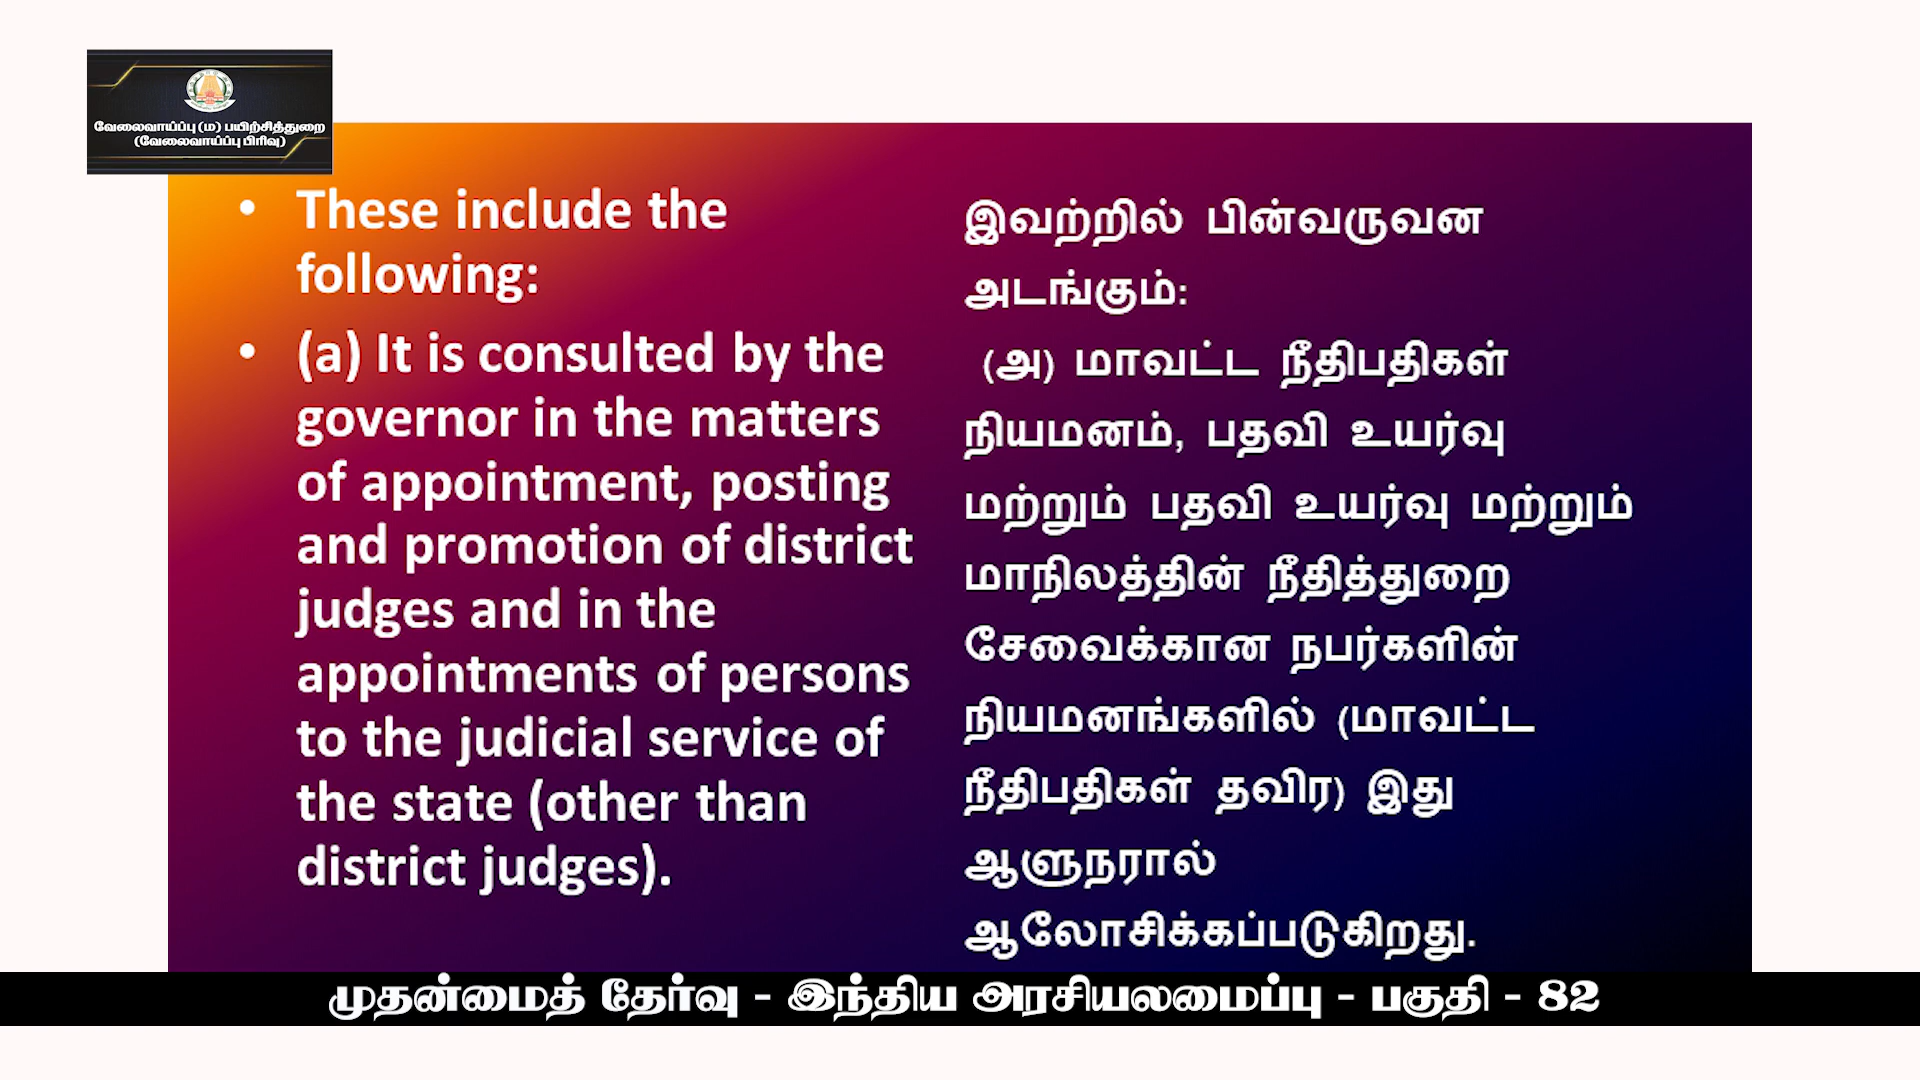 வேலைவாய்ப்பு (ம) பயிற்சித்துறை
(வேலைவாய்ப்பு பிரிவு)
• These include the
following:
• (a) It is consulted by the
governor in the matters
of appointment, posting
and promotion of district
judges and in the
appointments of persons
to the judicial service of
the state (other than
district judges).
இவற்றில் பின்வருவன
அடங்கும்:
(அ) மாவட்ட நீதிபதிகள்
நியமனம், பதவி உயர்வு
மற்றும் பதவி உயர்வு மற்றும்
மாநிலத்தின் நீதித்துறை
சேவைக்கான நபர்களின்
நியமனங்களில் (மாவட்ட
நீதிபதிகள் தவிர) இது
ஆளுநரால்
ஆலோசிக்கப்படுகிறது.
முதன்மைத் தேர்வு - இந்திய அரசியலமைப்பு - பகுதி - 82